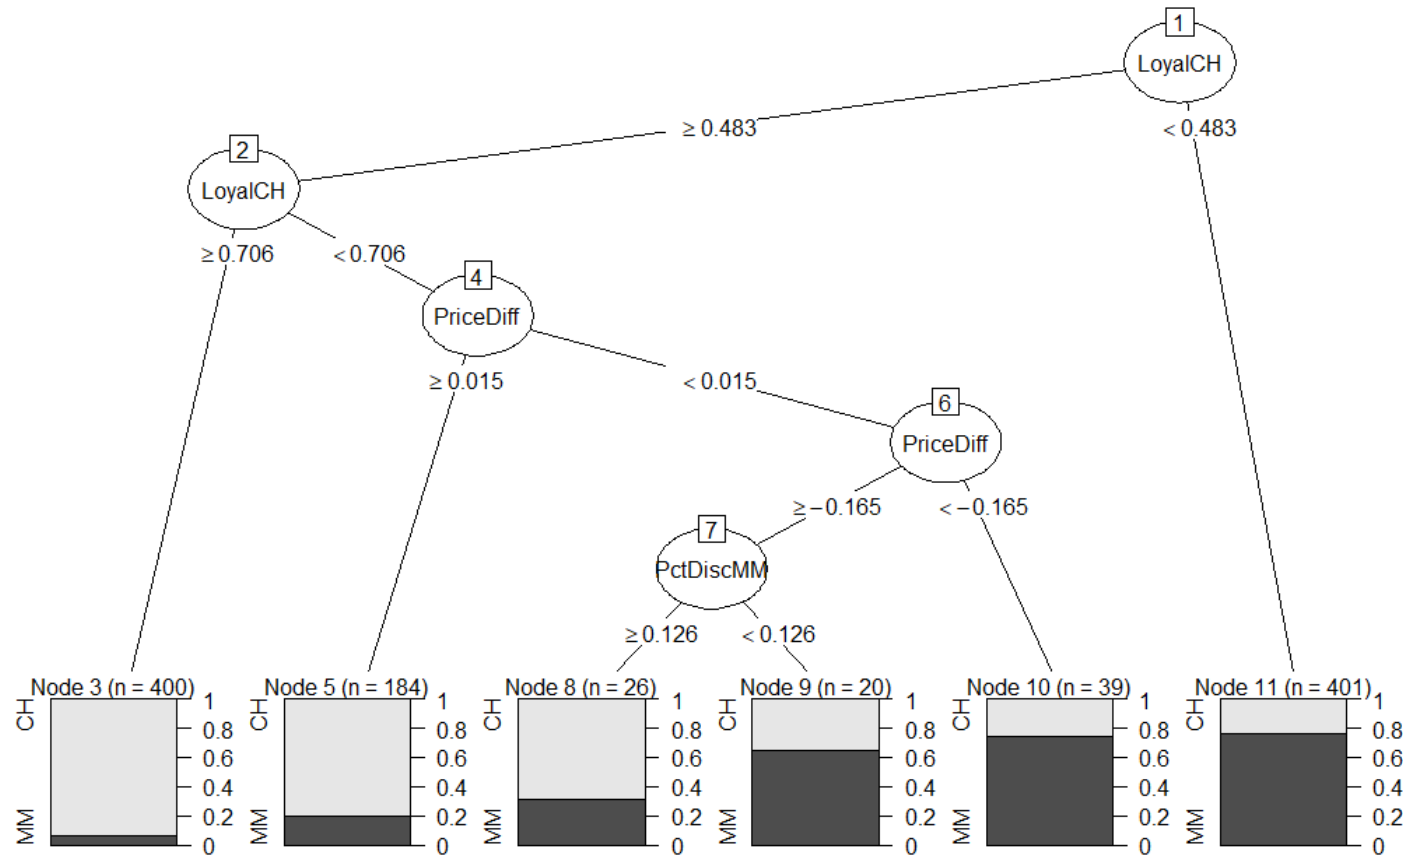 1
LoyalCH
≥ 0.483
< 0.483
2
LoyalCH
≥ 0.706
< 0.706
4
PriceDiff
≥ 0.015
< 0.015
6
PriceDiff
≥ −0.165
< −0.165
7
PctDiscMM
≥ 0.126
< 0.126
Node 3 (n = 400)
CH
MM
1
0.8
0.6
0.4
0.2
0
Node 5 (n = 184)
CH
MM
1
0.8
0.6
0.4
0.2
0
Node 8 (n = 26)
CH
MM
1
0.8
0.6
0.4
0.2
0
Node 9 (n = 20)
CH
MM
1
0.8
0.6
0.4
0.2
0
Node 10 (n = 39)
CH
MM
1
0.8
0.6
0.4
0.2
0
Node 11 (n = 401)
CH
MM
1
0.8
0.6
0.4
0.2
0